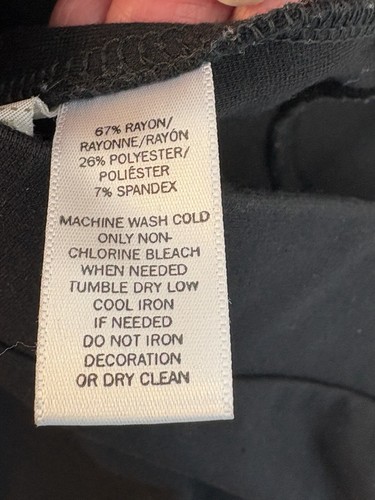 67% RAYON/
RAYONNE/RAYÓN
26% POLYESTER/
POLIÉSTER
7% SPANDEX
MACHINE WASH COLD
ONLY NON-
CHLORINE BLEACH
WHEN NEEDED
TUMBLE DRY LOW
COOL IRON
IF NEEDED
DO NOT IRON
DECORATION
OR DRY CLEAN